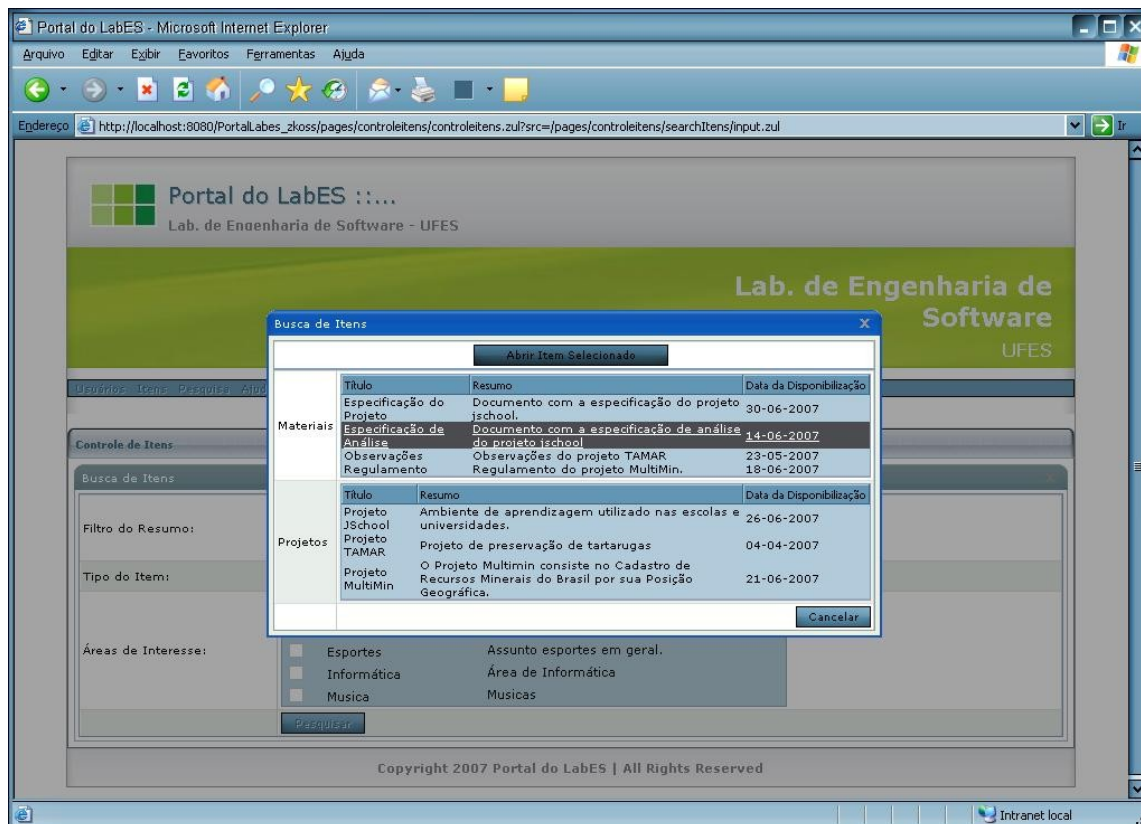 Portal do LabES - Microsoft Internet Explorer
Arquivo Editar Exibir Favoritos Ferramentas Ajuda
Endereço http://localhost:8080/PortalLabes_zkoss/pages/controleitens/controleitens.zul?src=/pages/controleitens/searchItens/input.zul Ir
Portal do LabES ::...
Lab. de Engenharia de Software - UFES
Lab. de Engenharia de
Software
UFES
Usuários Itens Pesquisa
Controle de Itens
Busca de Itens
Filtro do Resumo:
Tipo do Item:
Áreas de Interesse:
Busca de Itens X
Abrir Item Selecionado
Materiais
Título Resumo Data da Disponibilização
Especificação do Documento com a especificação do projeto 30-06-2007
Projeto jschool.
Especificação de Documento com a especificação de análise 14-06-2007
Análise do projeto jschool
Observações Observações do projeto TAMAR 23-05-2007
Regulamento Regulamento do projeto MultiMin. 18-06-2007
Projetos
Título Resumo Data da Disponibilização
Projeto Ambiente de aprendizagem utilizado nas escolas e 26-06-2007
JSchool universidades.
Projeto Projeto de preservação de tartarugas 04-04-2007
TAMAR
Projeto O Projeto Multimin consiste no Cadastro de 21-06-2007
MultiMin Recursos Minerais do Brasil por sua Posição
Geográfica.
Cancelar
Esportes Assunto esportes em geral.
Informática Área de Informática
Musica Musicas
Pesquisar
Copyright 2007 Portal do LabES | All Rights Reserved
Intranet local